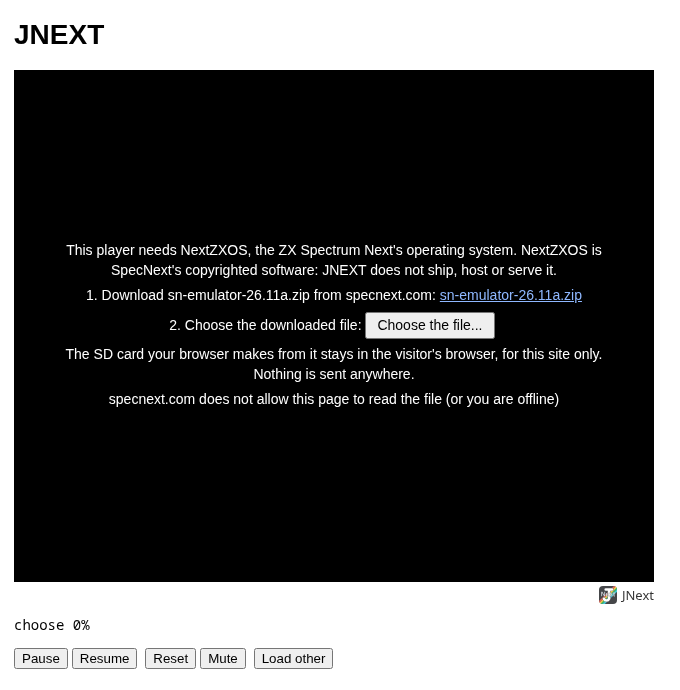 JNEXT
This player needs NextZXOS, the ZX Spectrum Next's operating system. NextZXOS is
SpecNext's copyrighted software: JNEXT does not ship, host or serve it.
1. Download sn-emulator-26.11a.zip from specnext.com: sn-emulator-26.11a.zip
2. Choose the downloaded file: Choose the file...
The SD card your browser makes from it stays in the visitor's browser, for this site only.
Nothing is sent anywhere.
specnext.com does not allow this page to read the file (or you are offline)
JNext
choose 0%
Pause Resume Reset Mute Load other